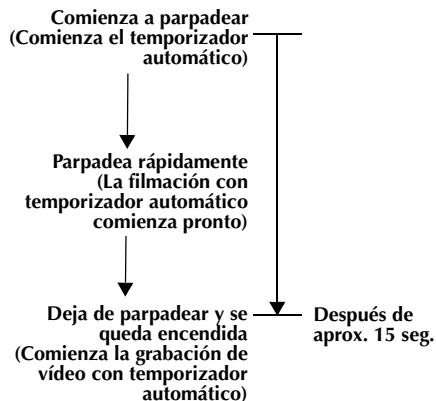 Comienza a parpadear
(Comienza el temporizador
automático)
Parpadea rápidamente
(La filmación con
temporizador automático
comienza pronto)
Deja de parpadear y se
queda encendida
(Comienza la grabación de
vídeo con temporizador
automático)
Después de
aprox. 15 seg.